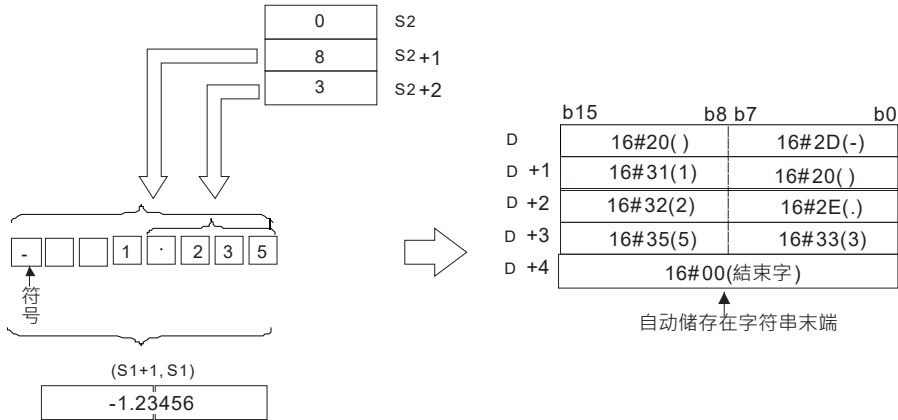 0 S2
8 S2+1
3 S2+2
b15 b8 b7 b0
D 16#20( ) 16#2D(-)
D +1 16#31(1) 16#20( )
D +2 16#32(2) 16#2E(.)
D +3 16#35(5) 16#33(3)
D +4 16#00(結束字)
自动储存在字符串末端
- 1 . 2 3 5
符号
(S1+1, S1)
-1.23456